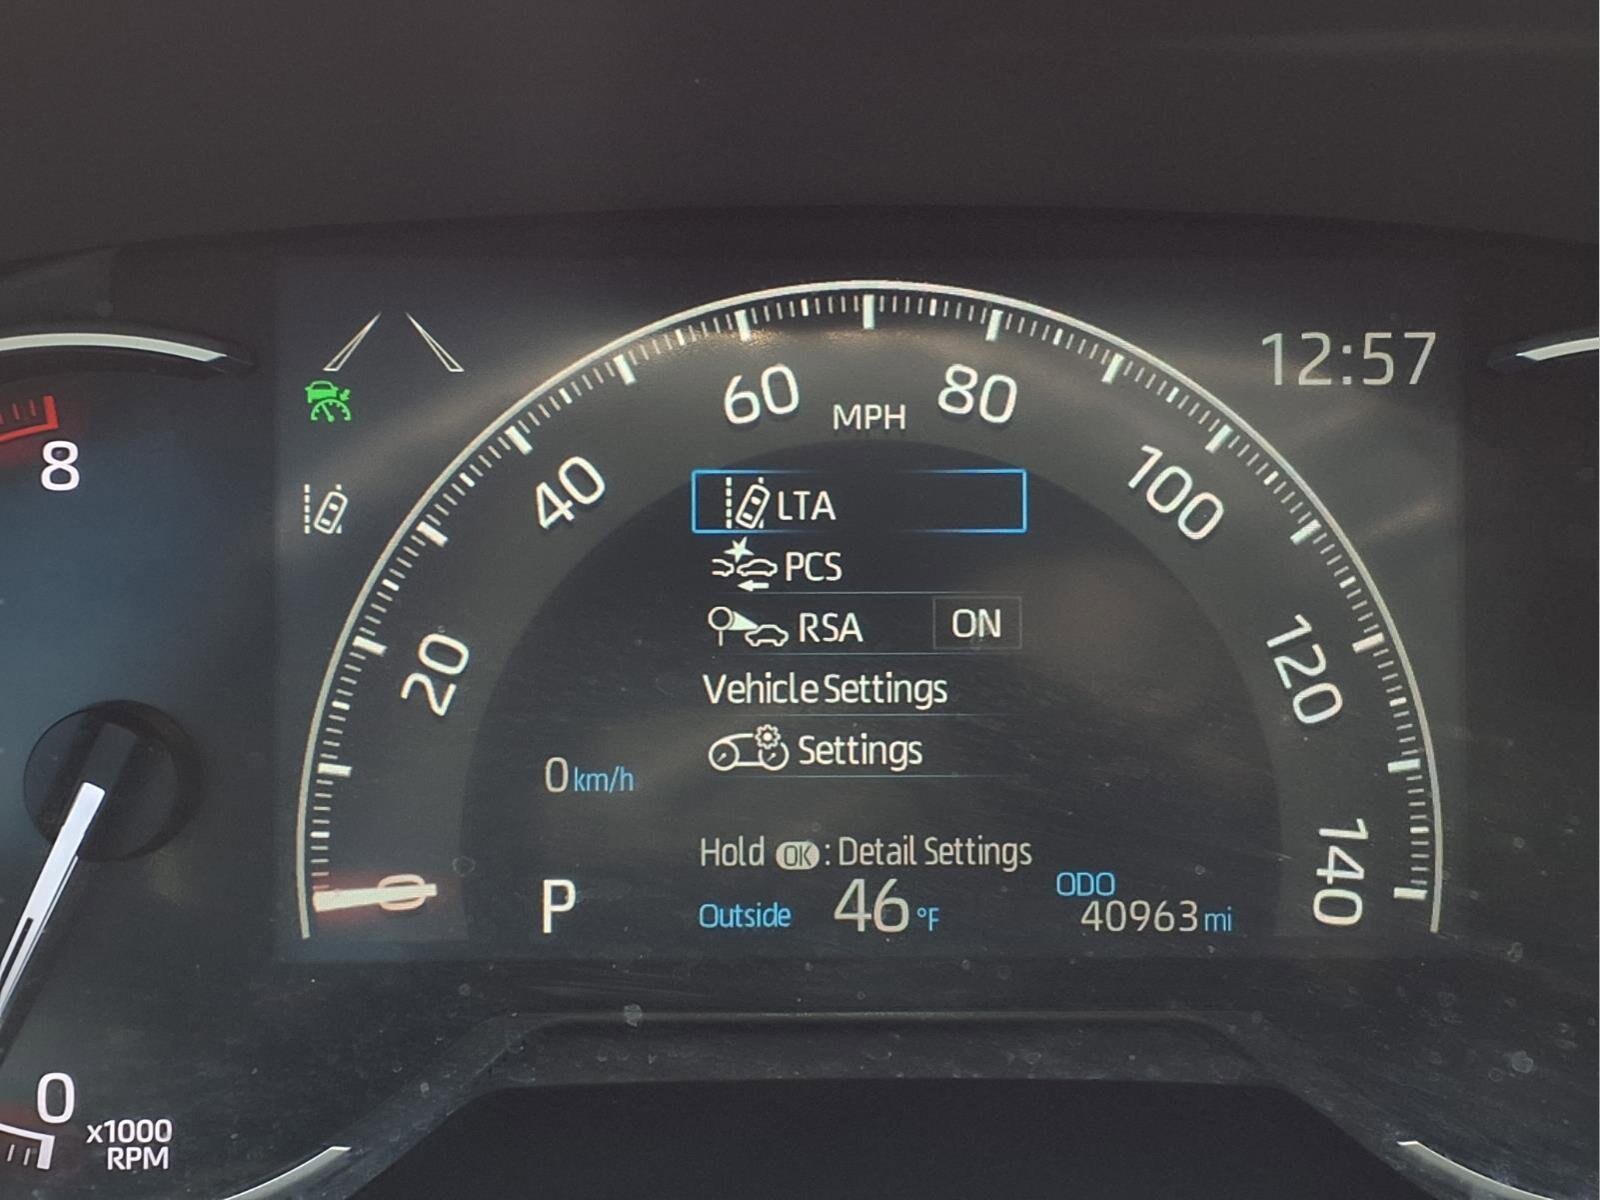 12:57
8
60 MPH 80
40
100
LTA
PCS
RSA ON
20
120
Vehicle Settings
Settings
0 km/h
Hold OK : Detail Settings
0
P
Outside 46 °F
ODO
40963 mi
140
0
x1000
RPM